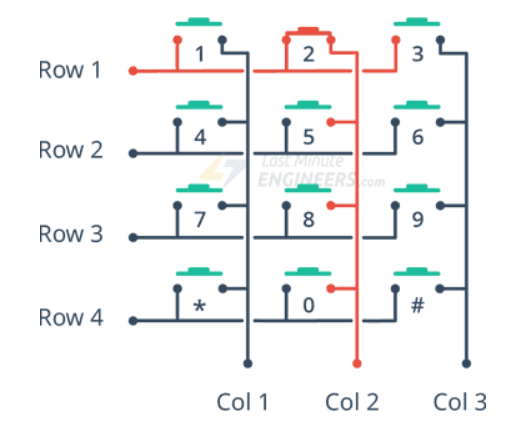 1 2 3
Row 1
4 5 6
Row 2
Last Minute
ENGINEERS.com
7 8 9
Row 3
* 0 #
Row 4
Col 1 Col 2 Col 3